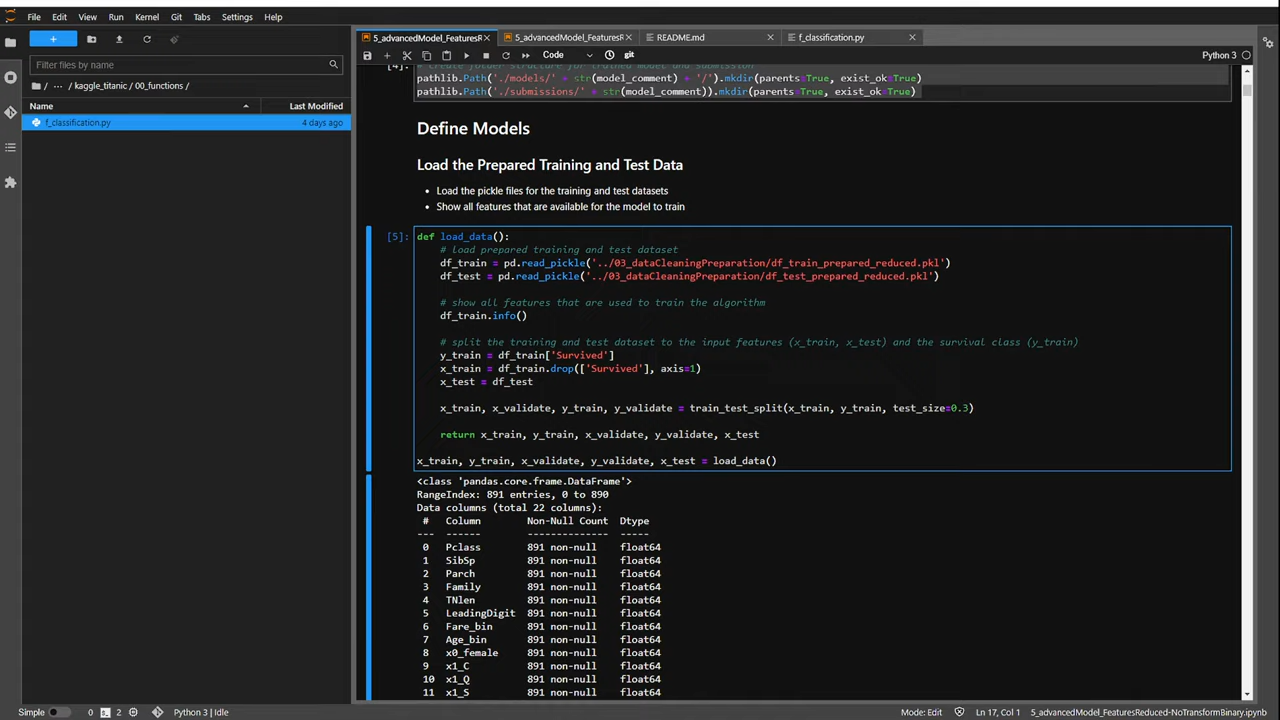 File Edit View Run Kernel Git Tabs Settings Help
Filter files by name
/ ··· / kaggle_titanic / 00_functions /
Name Last Modified
f_classification.py 4 days ago
5_advancedModel_FeaturesR 5_advancedModel_FeaturesR README.md f_classification.py
Code git Python 3
[4]: # create folder structure for trained model and submission
pathlib.Path('./models/' + str(model_comment) + '/').mkdir(parents=True, exist_ok=True)
pathlib.Path('./submissions/' + str(model_comment)).mkdir(parents=True, exist_ok=True)
Define Models
Load the Prepared Training and Test Data
• Load the pickle files for the training and test datasets
• Show all features that are available for the model to train
[5]: def load_data():
# load prepared training and test dataset
df_train = pd.read_pickle('../03_dataCleaningPreparation/df_train_prepared_reduced.pkl')
df_test = pd.read_pickle('../03_dataCleaningPreparation/df_test_prepared_reduced.pkl')
# show all features that are used to train the algorithm
df_train.info()
# split the training and test dataset to the input features (x_train, x_test) and the survival class (y_train)
y_train = df_train['Survived']
x_train = df_train.drop(['Survived'], axis=1)
x_test = df_test
x_train, x_validate, y_train, y_validate = train_test_split(x_train, y_train, test_size=0.3)
return x_train, y_train, x_validate, y_validate, x_test
x_train, y_train, x_validate, y_validate, x_test = load_data()
<class 'pandas.core.frame.DataFrame'>
RangeIndex: 891 entries, 0 to 890
Data columns (total 22 columns):
# Column Non-Null Count Dtype
--- ------ -------------- -----
0 Pclass 891 non-null float64
1 SibSp 891 non-null float64
2 Parch 891 non-null float64
3 Family 891 non-null float64
4 TNlen 891 non-null float64
5 LeadingDigit 891 non-null float64
6 Fare_bin 891 non-null float64
7 Age_bin 891 non-null float64
8 x0_female 891 non-null float64
9 x1_C 891 non-null float64
10 x1_Q 891 non-null float64
11 x1_S 891 non-null float64
Simple 0 2 Python 3 | Idle Mode: Edit Ln 17, Col 1 5_advancedModel_FeaturesReduced-NoTransformBinary.ipynb